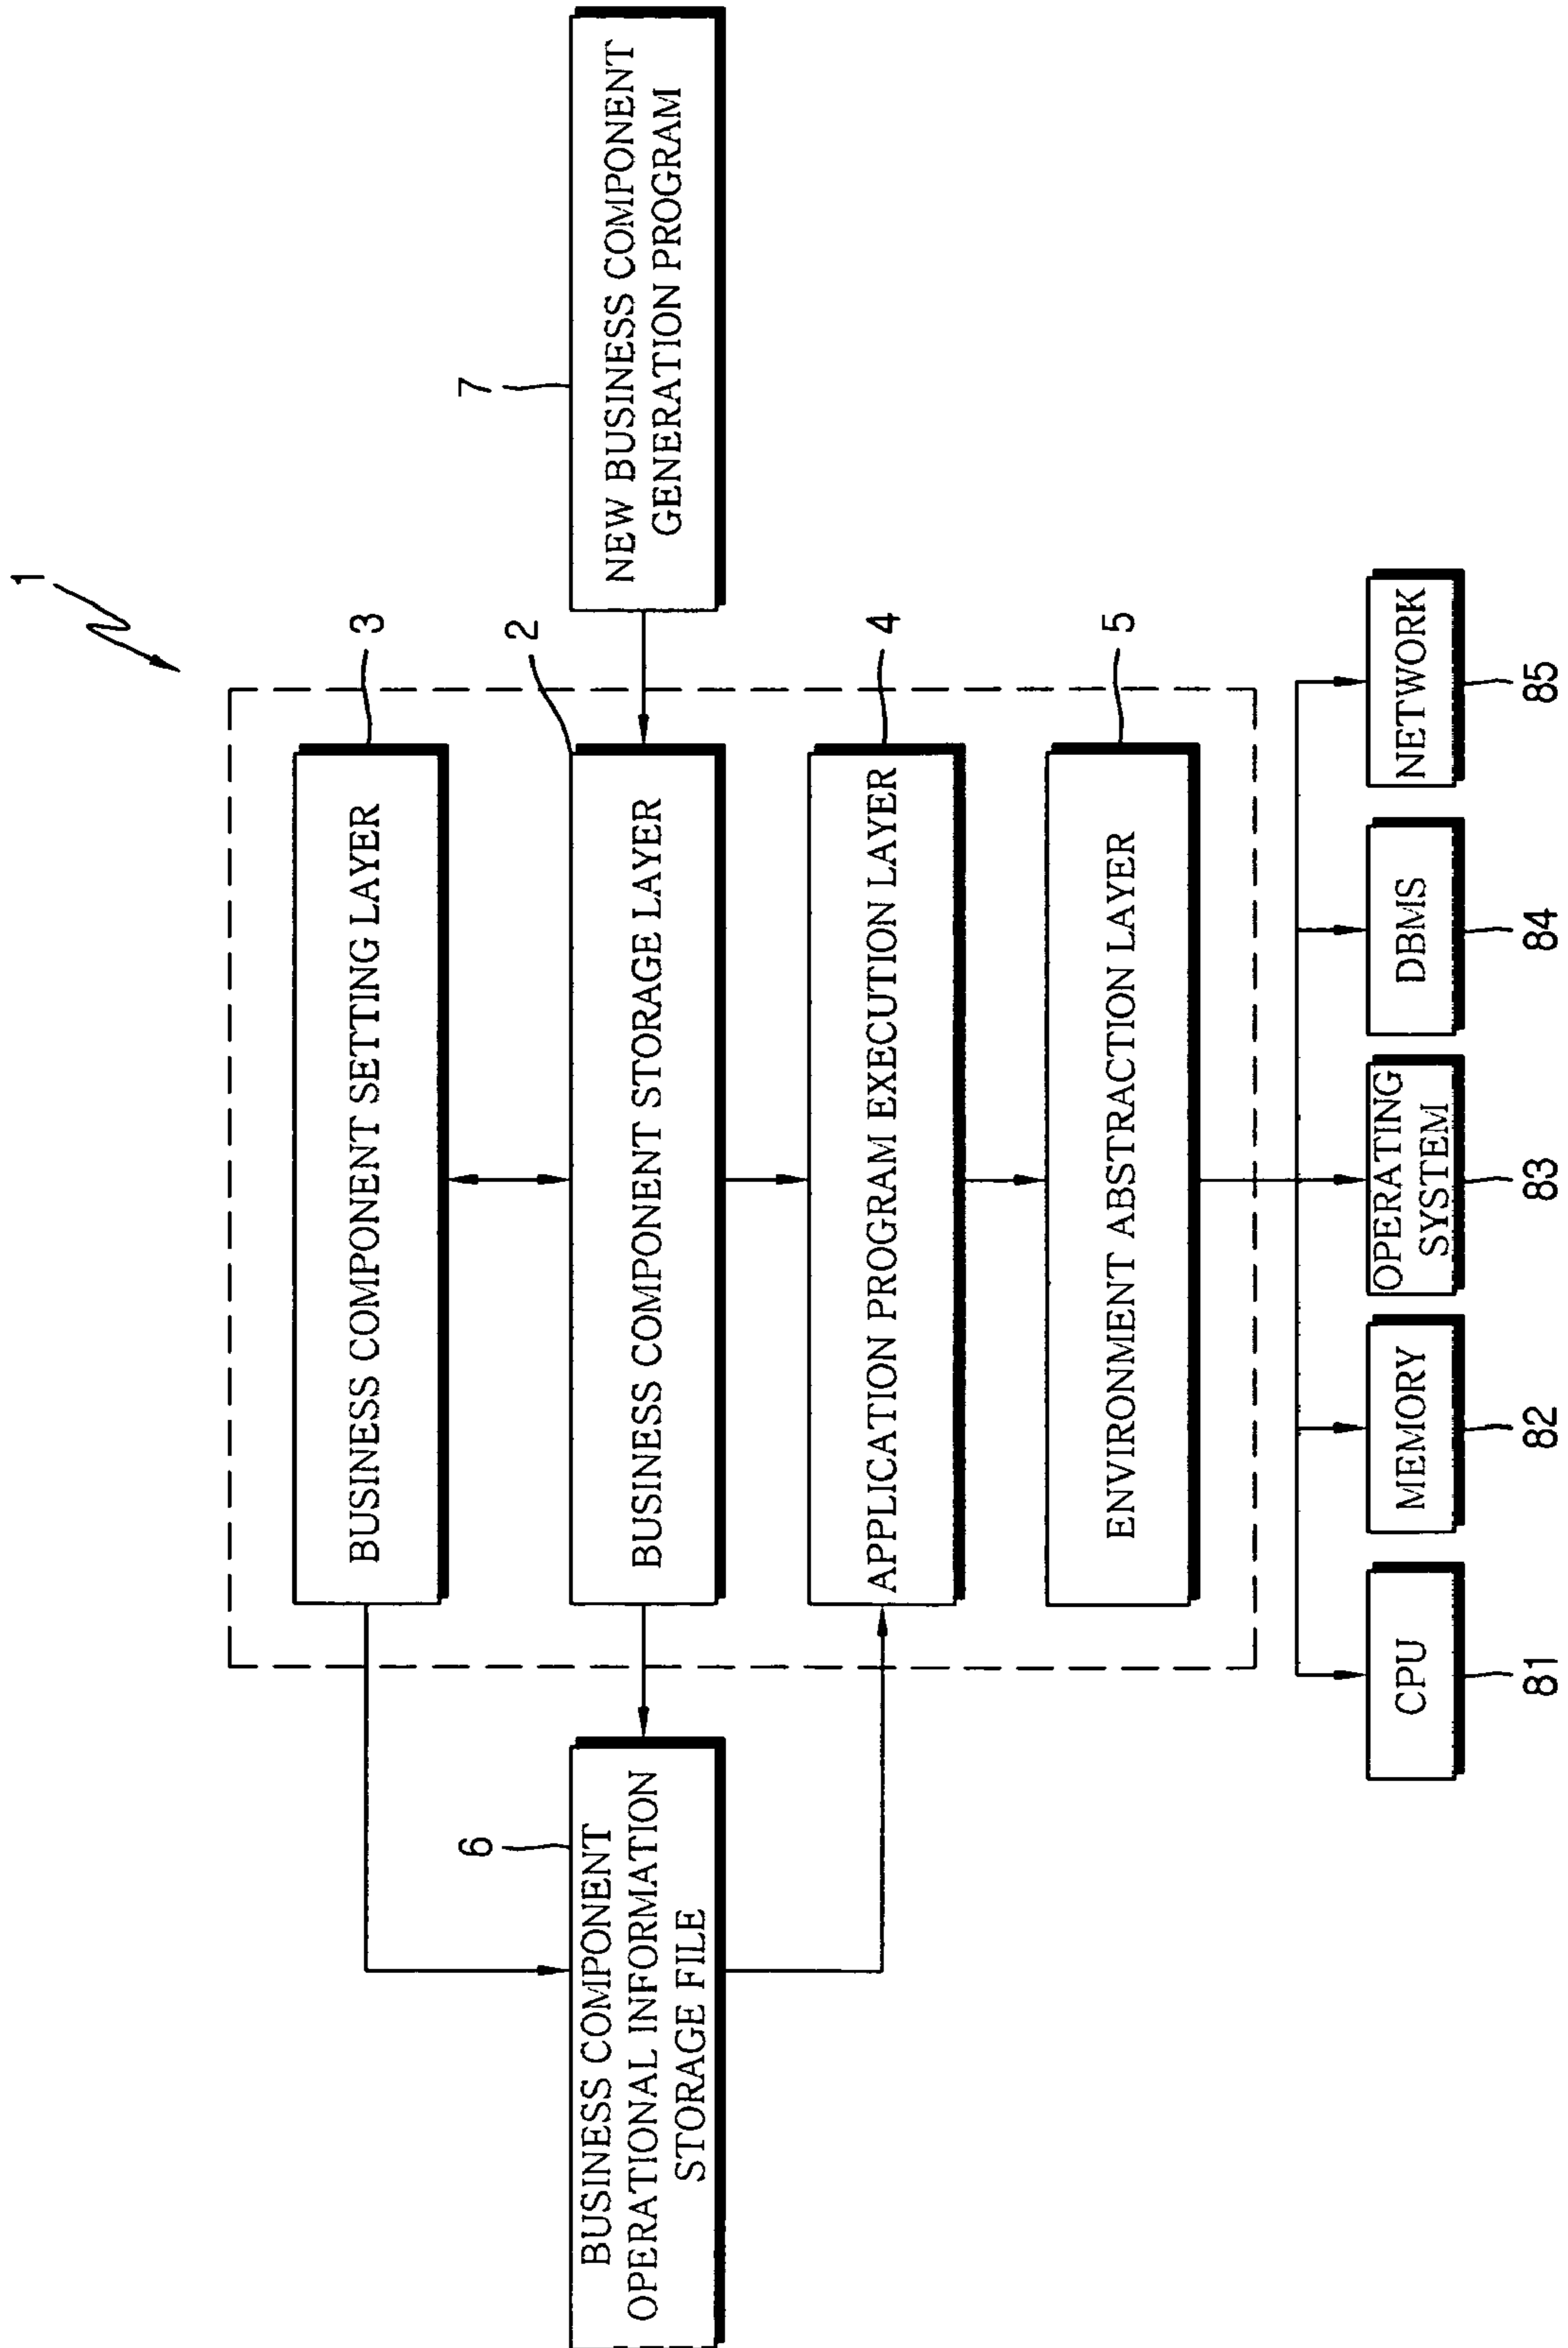 1
3
BUSINESS COMPONENT SETTING LAYER
2
BUSINESS COMPONENT STORAGE LAYER
7
NEW BUSINESS COMPONENT
GENERATION PROGRAM
6
BUSINESS COMPONENT
OPERATIONAL INFORMATION
STORAGE FILE
4
APPLICATION PROGRAM EXECUTION LAYER
5
ENVIRONMENT ABSTRACTION LAYER
CPU
MEMORY
OPERATING
SYSTEM
DBMS
NETWORK
81
82
83
84
85